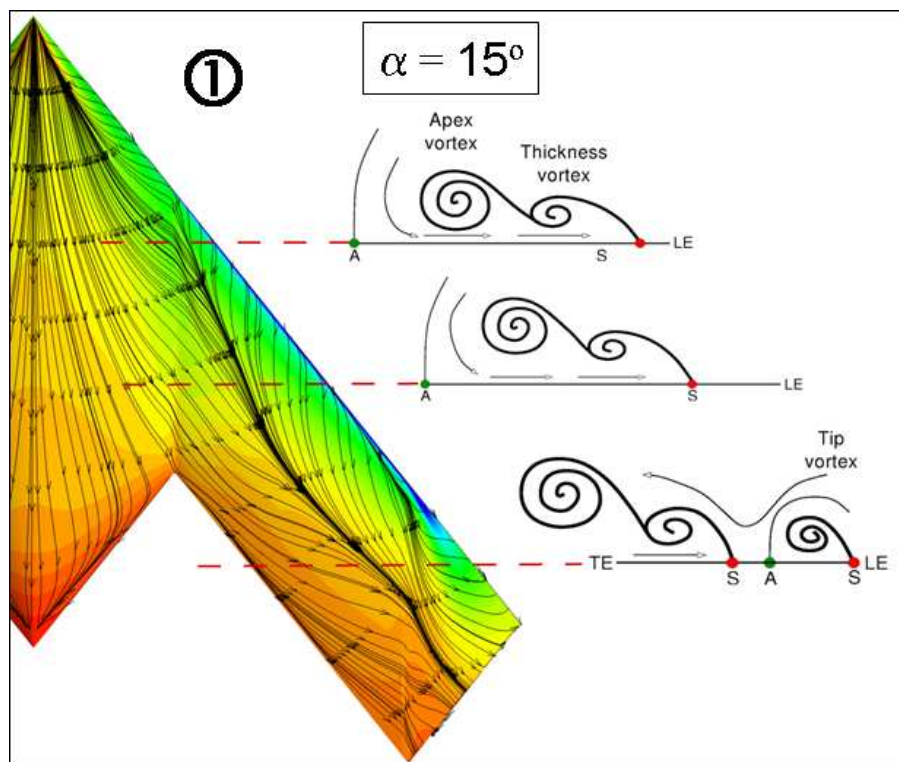 ①
α = 15°
Apex
vortex
Thickness
vortex
A
S
LE
A
S
LE
Tip
vortex
TE
S
A
S
LE